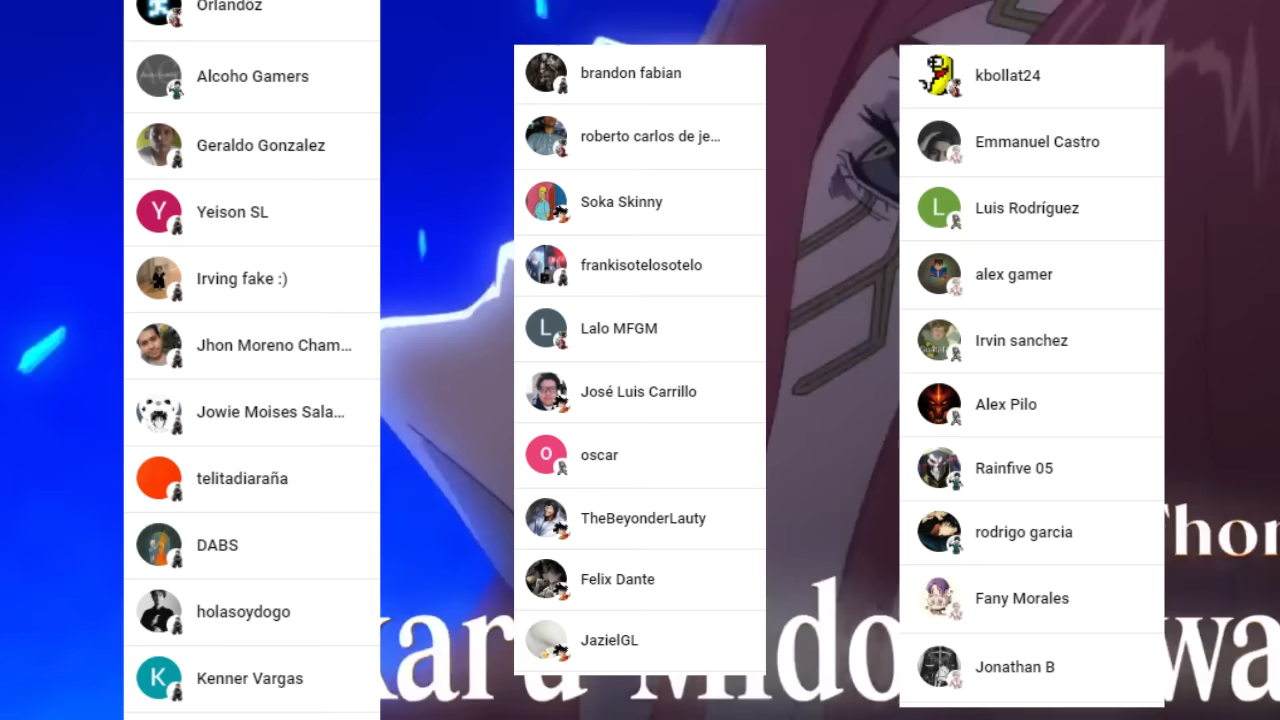 Orlandoz
Alcoho Gamers
Geraldo Gonzalez
Y
Yeison SL
Irving fake :)
Jhon Moreno Cham...
Jowie Moises Sala...
telitadiaraña
DABS
holasoydogo
K
Kenner Vargas
brandon fabian
roberto carlos de je...
Soka Skinny
frankisotelosotelo
L
Lalo MFGM
José Luis Carrillo
o
oscar
TheBeyonderLauty
Felix Dante
JazielGL
kbollat24
Emmanuel Castro
L
Luis Rodríguez
alex gamer
Irvin sanchez
Alex Pilo
Rainfive 05
rodrigo garcia
Fany Morales
Jonathan B